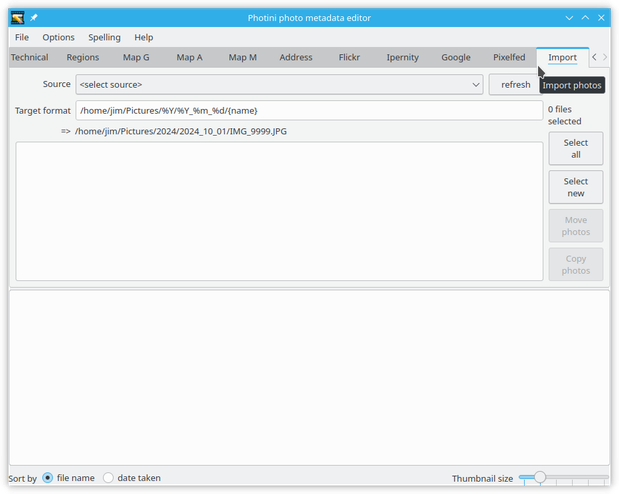 Photini photo metadata editor
File Options Spelling Help
Technical Regions Map G Map A Map M Address Flickr Ipernity Google Pixelfed Import
Source <select source> refresh Import photos
Target format /home/jim/Pictures/%Y/%Y_%m_%d/{name} 0 files selected
=> /home/jim/Pictures/2024/2024_10_01/IMG_9999.JPG
Select all
Select new
Move photos
Copy photos
Sort by file name date taken Thumbnail size